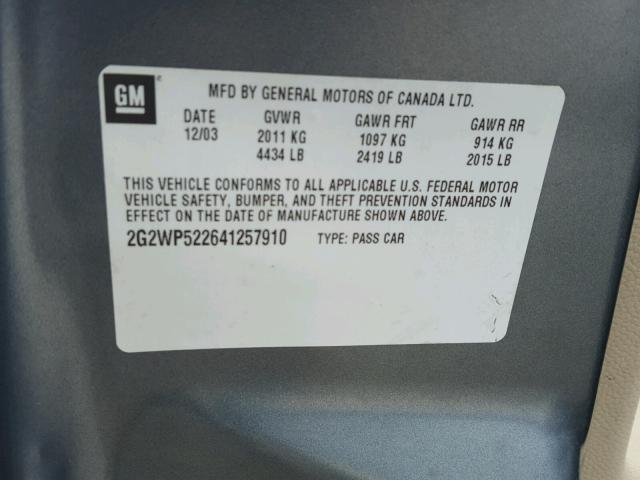 GM
MFD BY GENERAL MOTORS OF CANADA LTD.
DATE GVWR GAWR FRT GAWR RR
12/03 2011 KG 1097 KG 914 KG
4434 LB 2419 LB 2015 LB
THIS VEHICLE CONFORMS TO ALL APPLICABLE U.S. FEDERAL MOTOR
VEHICLE SAFETY, BUMPER, AND THEFT PREVENTION STANDARDS IN
EFFECT ON THE DATE OF MANUFACTURE SHOWN ABOVE.
2G2WP522641257910 TYPE: PASS CAR